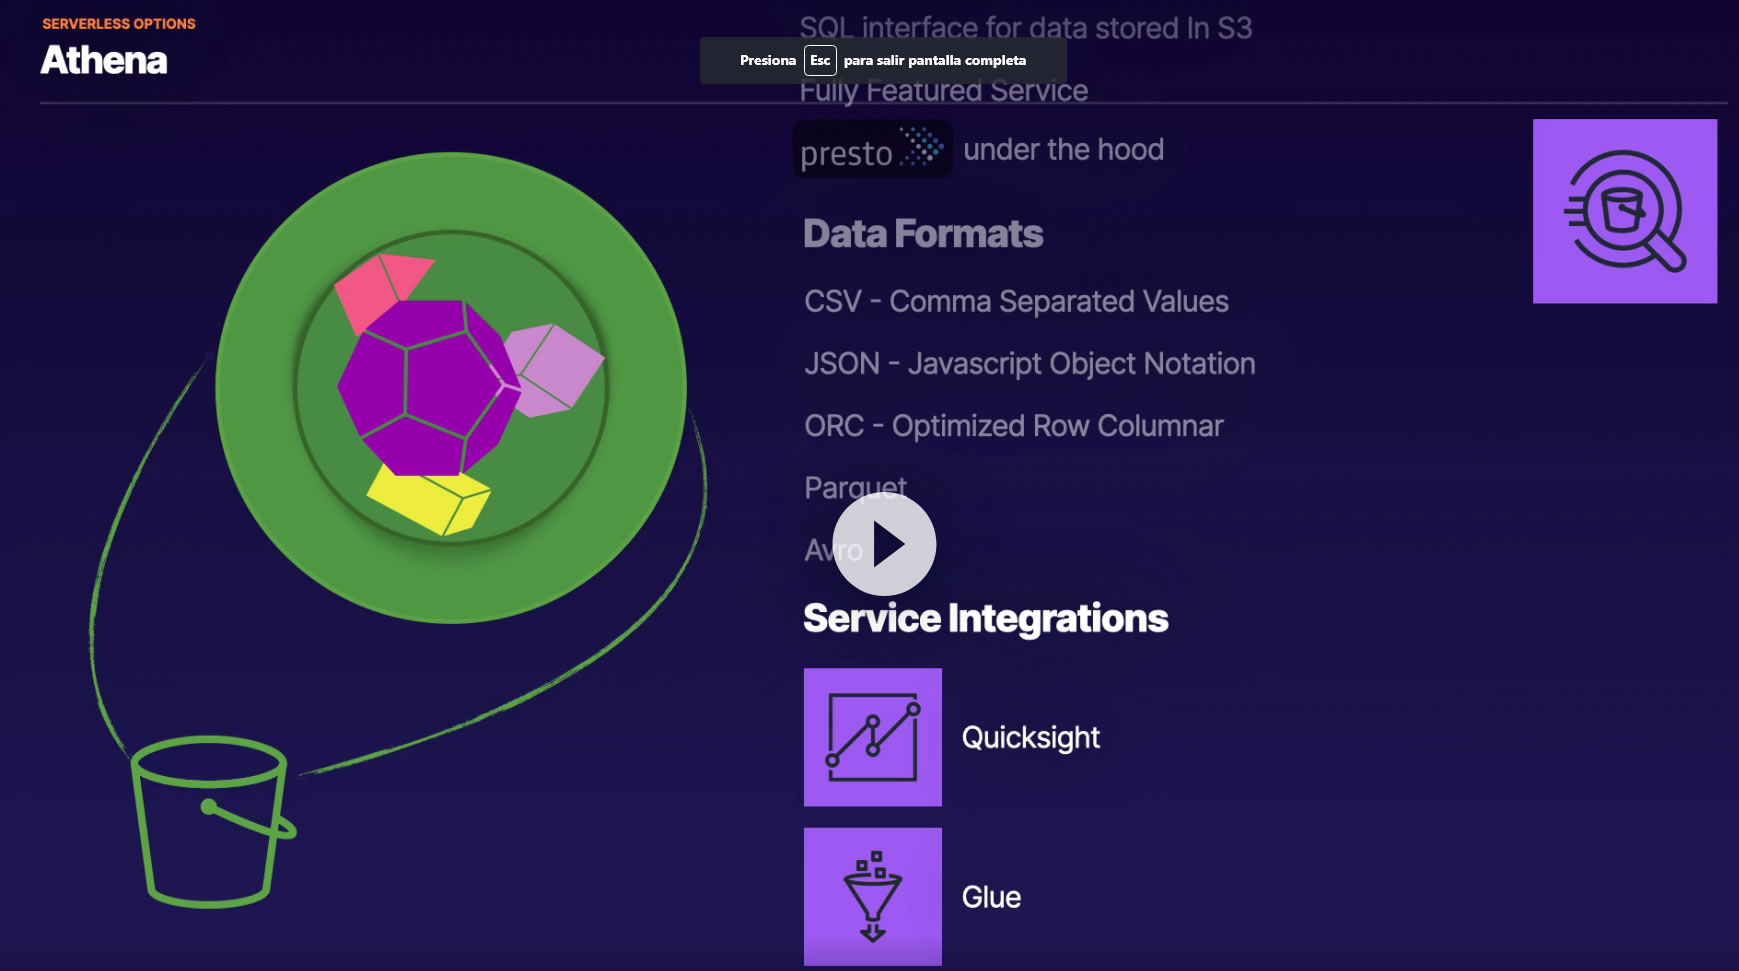 SERVERLESS OPTIONS
Athena
SQL interface for data stored In S3
Presiona Esc para salir pantalla completa
Fully Featured Service
presto under the hood
Data Formats
CSV - Comma Separated Values
JSON - Javascript Object Notation
ORC - Optimized Row Columnar
Parquet
Avro
Service Integrations
Quicksight
Glue